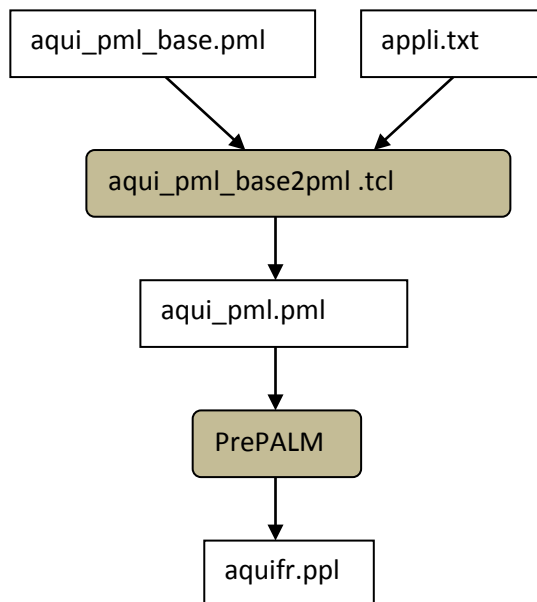 aqui_pml_base.pml
appli.txt
aqui_pml_base2pml .tcl
aqui_pml.pml
PrePALM
aquifr.ppl